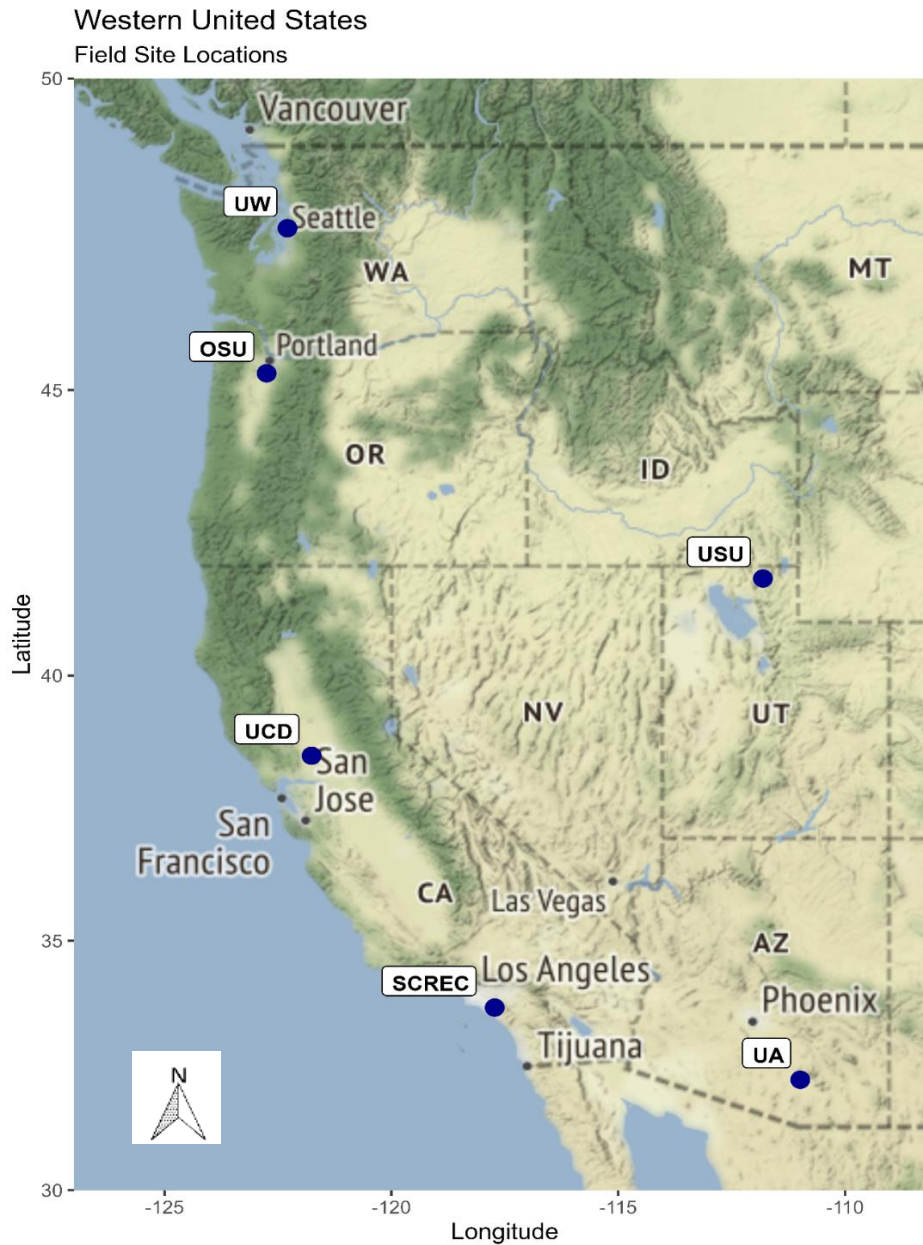 Western United States
Field Site Locations
50
Vancouver
UW
Seattle
WA
MT
OSU
Portland
45
OR
ID
USU
Latitude
40
NV
UT
UCD
San
Jose
San
Francisco
CA
Las Vegas
35
AZ
SCREC
Los Angeles
Phoenix
Tijuana
UA
N
30
-125
-120
-115
-110
Longitude